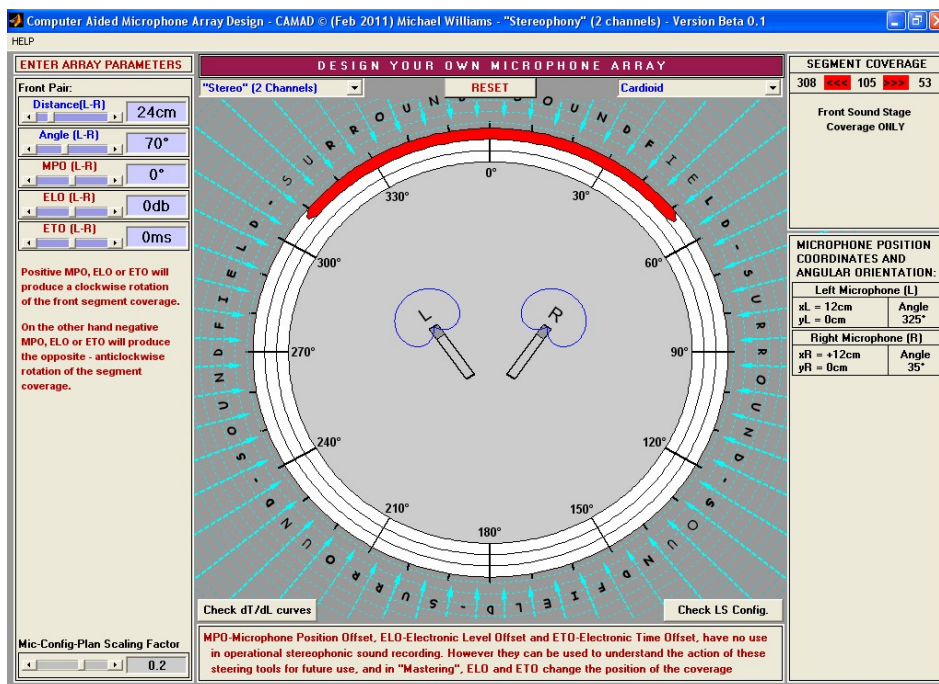 Computer Aided Microphone Array Design - CAMAD © (Feb 2011) Michael Williams - "Stereophony" (2 channels) - Version Beta 0.1
HELP
ENTER ARRAY PARAMETERS
Front Pair:
Distance(L-R)
24cm
Angle (L-R)
70°
MPO (L-R)
0°
ELO (L-R)
0db
ETO (L-R)
0ms
Positive MPO, ELO or ETO will
produce a clockwise rotation
of the front segment coverage.
On the other hand negative
MPO, ELO or ETO will produce
the opposite - anticlockwise
rotation of the segment
coverage.
Mic-Config-Plan Scaling Factor
0.2
DESIGN YOUR OWN MICROPHONE ARRAY
"Stereo" (2 Channels)
RESET
Cardioid
SURROUND-SOUNDFIELD-SURROUND-SOUNDFIELD-SURROUND-SOUNDFIELD-
0°
30°
60°
90°
120°
150°
180°
210°
240°
270°
300°
330°
L
R
Check dT/dL curves
Check LS Config.
MPO-Microphone Position Offset, ELO-Electronic Level Offset and ETO-Electronic Time Offset, have no use
in operational stereophonic sound recording. However they can be used to understand the action of these
steering tools for future use, and in "Mastering", ELO and ETO change the position of the coverage
SEGMENT COVERAGE
308 <<< 105 >>> 53
Front Sound Stage
Coverage ONLY
MICROPHONE POSITION
COORDINATES AND
ANGULAR ORIENTATION:
Left Microphone (L)
xL = 12cm Angle
yL = 0cm 325°
Right Microphone (R)
xR = +12cm Angle
yR = 0cm 35°